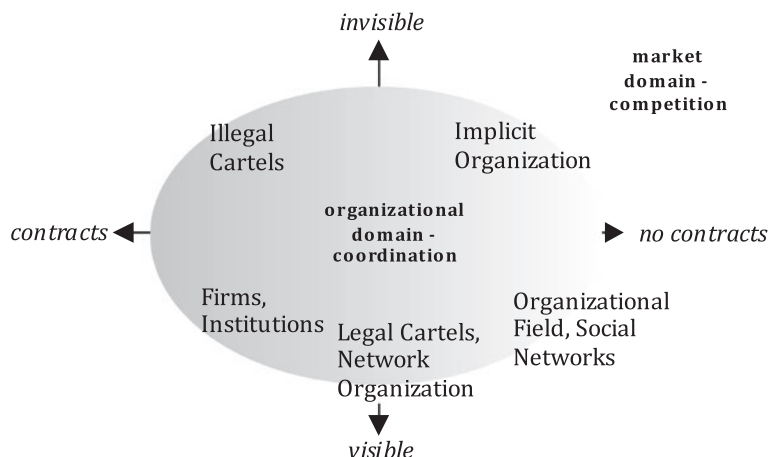 invisible
market
domain -
competition
Illegal
Cartels
Implicit
Organization
organizational
domain -
coordination
contracts
no contracts
Firms,
Institutions
Legal Cartels,
Network
Organization
Organizational
Field, Social
Networks
visible